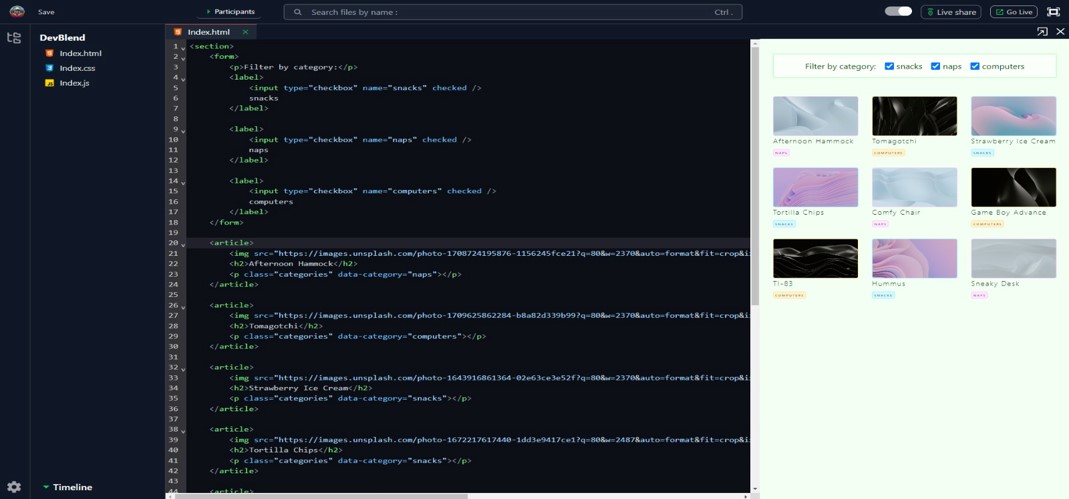 Save
Participants
Search files by name :
Ctrl .
Live share
Go Live
DevBlend
Index.html
Index.css
Index.js
Timeline
Index.html
1 <section>
2 <form>
3 <p>Filter by category:</p>
4 <label>
5 <input type="checkbox" name="snacks" checked />
6 snacks
7 </label>
8
9 <label>
10 <input type="checkbox" name="naps" checked />
11 naps
12 </label>
13
14 <label>
15 <input type="checkbox" name="computers" checked />
16 computers
17 </label>
18 </form>
19
20 <article>
21 <img src="https://images.unsplash.com/photo-1708724195876-1156245fce21?q=80&w=2370&auto=format&fit=crop&i
22 <h2>Afternoon Hammock</h2>
23 <p class="categories" data-category="naps"></p>
24 </article>
25
26 <article>
27 <img src="https://images.unsplash.com/photo-1709625862284-b8a82d339b99?q=80&w=2370&auto=format&fit=crop&i
28 <h2>Tomagotchi</h2>
29 <p class="categories" data-category="computers"></p>
30 </article>
31
32 <article>
33 <img src="https://images.unsplash.com/photo-1643916861364-02e63ce3e52f?q=80&w=2370&auto=format&fit=crop&i
34 <h2>Strawberry Ice Cream</h2>
35 <p class="categories" data-category="snacks"></p>
36 </article>
37
38 <article>
39 <img src="https://images.unsplash.com/photo-1672217617440-1dd3e9417ce1?q=80&w=2487&auto=format&fit=crop&i
40 <h2>Tortilla Chips</h2>
41 <p class="categories" data-category="snacks"></p>
42 </article>
43
44 <article>
Filter by category: snacks naps computers
Afternoon Hammock
NAPS
Tomagotchi
COMPUTERS
Strawberry Ice Cream
SNACKS
Tortilla Chips
SNACKS
Comfy Chair
NAPS
Game Boy Advance
COMPUTERS
TI-83
COMPUTERS
Hummus
SNACKS
Sneaky Desk
NAPS